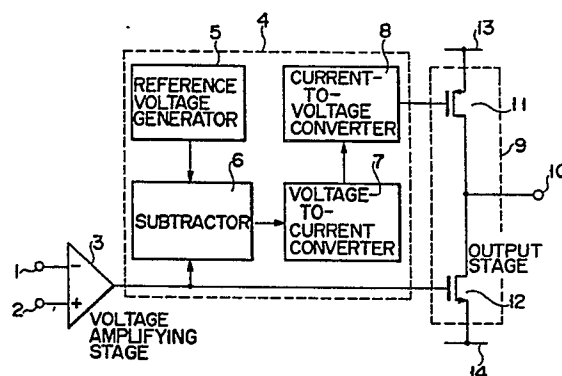 5
4
8
13
REFERENCE
VOLTAGE
GENERATOR
CURRENT-
TO-
VOLTAGE
CONVERTER
11
9
6
7
10
SUBTRACTOR
VOLTAGE-
TO-
CURRENT
CONVERTER
3
1
-
2
+
OUTPUT
STAGE
12
VOLTAGE
AMPLIFYING
STAGE
14